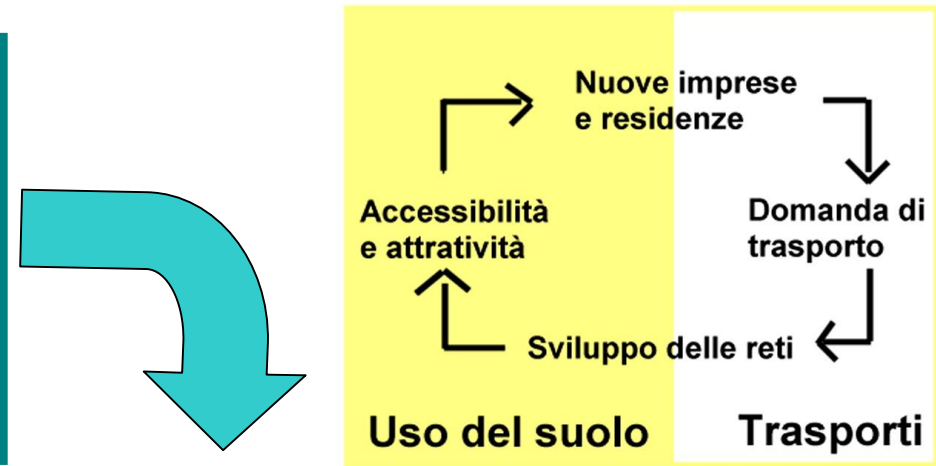 Nuove imprese
e residenze
Accessibilità
e attratività
Domanda di
trasporto
Sviluppo delle reti
Uso del suolo
Trasporti